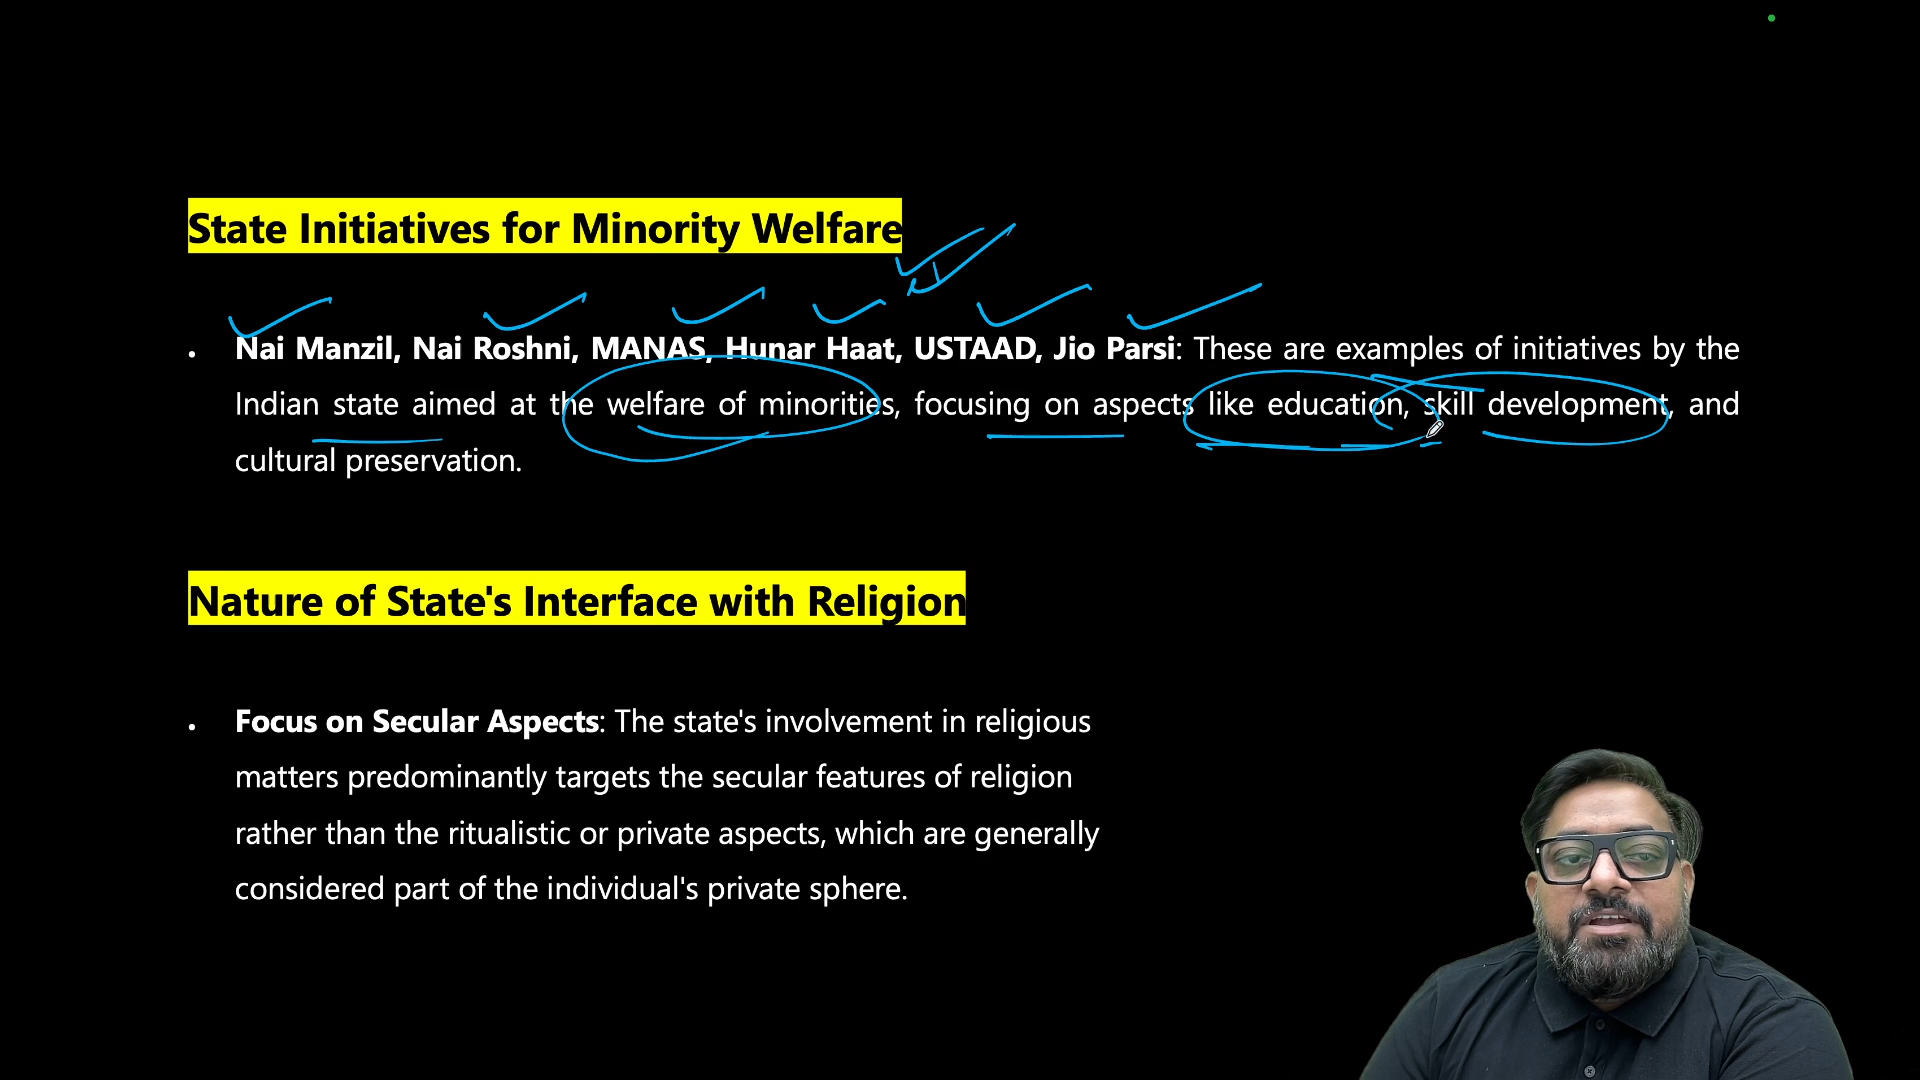 State Initiatives for Minority Welfare
• Nai Manzil, Nai Roshni, MANAS, Hunar Haat, USTAAD, Jio Parsi: These are examples of initiatives by the
Indian state aimed at the welfare of minorities, focusing on aspects like education, skill development, and
cultural preservation.
Nature of State's Interface with Religion
• Focus on Secular Aspects: The state's involvement in religious
matters predominantly targets the secular features of religion
rather than the ritualistic or private aspects, which are generally
considered part of the individual's private sphere.